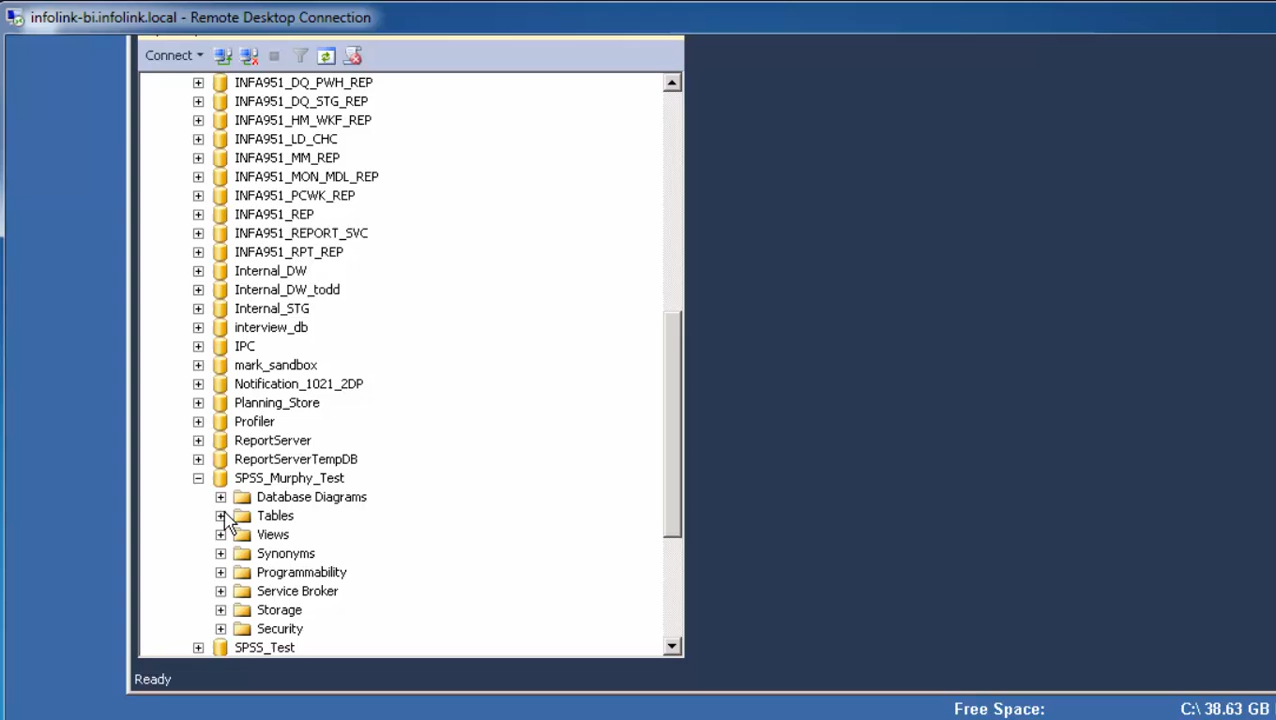 infolink-bi.infolink.local - Remote Desktop Connection
Connect
INFA951_DQ_PWH_REP
INFA951_DQ_STG_REP
INFA951_HM_WKF_REP
INFA951_LD_CHC
INFA951_MM_REP
INFA951_MON_MDL_REP
INFA951_PCWK_REP
INFA951_REP
INFA951_REPORT_SVC
INFA951_RPT_REP
Internal_DW
Internal_DW_todd
Internal_STG
interview_db
IPC
mark_sandbox
Notification_1021_2DP
Planning_Store
Profiler
ReportServer
ReportServerTempDB
SPSS_Murphy_Test
Database Diagrams
Tables
Views
Synonyms
Programmability
Service Broker
Storage
Security
SPSS_Test
Ready
Free Space: C:\ 38.63 GB